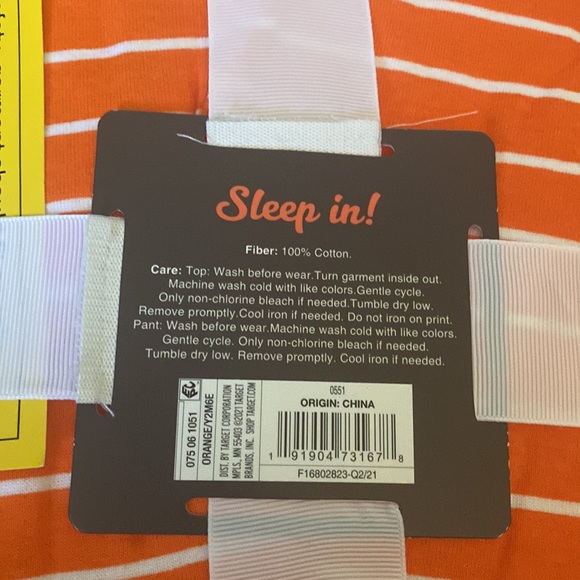 Sleep in!
Fiber: 100% Cotton.
Care: Top: Wash before wear.Turn garment inside out.
Machine wash cold with like colors.Gentle cycle.
Only non-chlorine bleach if needed.Tumble dry low.
Remove promptly.Cool iron if needed. Do not iron on print.
Pant: Wash before wear.Machine wash cold with like colors.
Gentle cycle. Only non-chlorine bleach if needed.
Tumble dry low. Remove promptly. Cool iron if needed.
075 06 1051
ORANGE/Y2M6E
DIST. BY TARGET CORPORATION
MPLS., MN 55403 ©2021 TARGET
BRANDS, INC. SHOP TARGET.COM
0551
ORIGIN: CHINA
1 91904 73167 8
F16802823-Q2/21